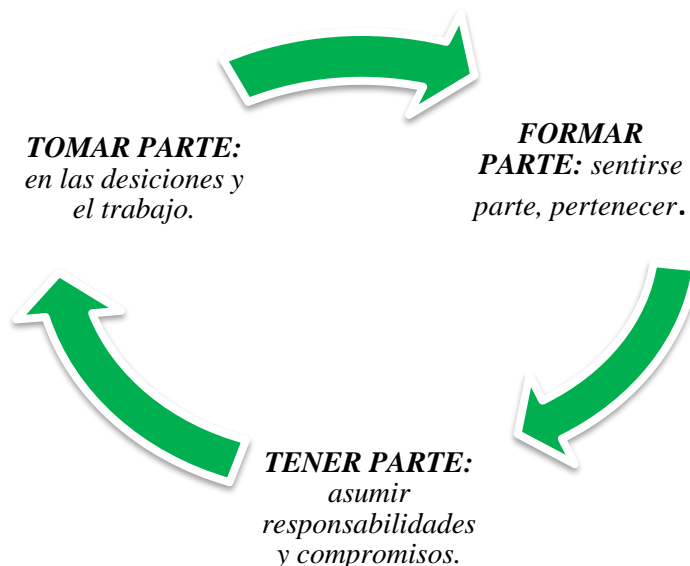 TOMAR PARTE:
en las desiciones y
el trabajo.
FORMAR
PARTE: sentirse
parte, pertenecer.
TENER PARTE:
asumir
responsabilidades
y compromisos.